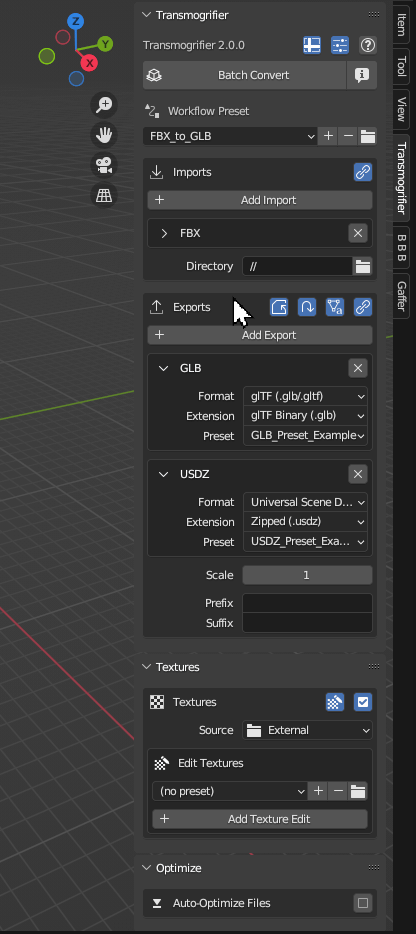 Z
Y
X
Transmogrifier
Transmogrifier 2.0.0
?
Batch Convert
Workflow Preset
FBX_to_GLB
Imports
Add Import
FBX
Directory //
Exports
Add Export
GLB
Format glTF (.glb/.gltf)
Extension glTF Binary (.glb)
Preset GLB_Preset_Example
USDZ
Format Universal Scene D...
Extension Zipped (.usdz)
Preset USDZ_Preset_Exa...
Scale 1
Prefix
Suffix
Textures
Textures
Source External
Edit Textures
(no preset)
Add Texture Edit
Optimize
Auto-Optimize Files
Item
Tool
View
Transmogrifier
B B B
Gaffer